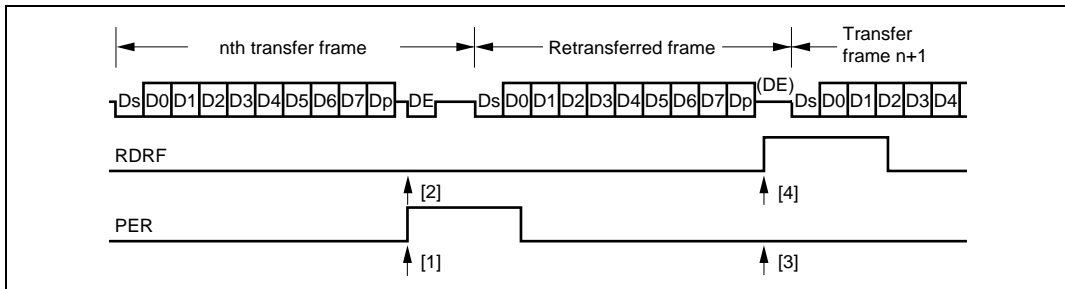 nth transfer frame Retransferred frame Transfer
frame n+1
Ds D0 D1 D2 D3 D4 D5 D6 D7 Dp DE Ds D0 D1 D2 D3 D4 D5 D6 D7 Dp (DE) Ds D0 D1 D2 D3 D4
RDRF
[2] [4]
PER
[1] [3]